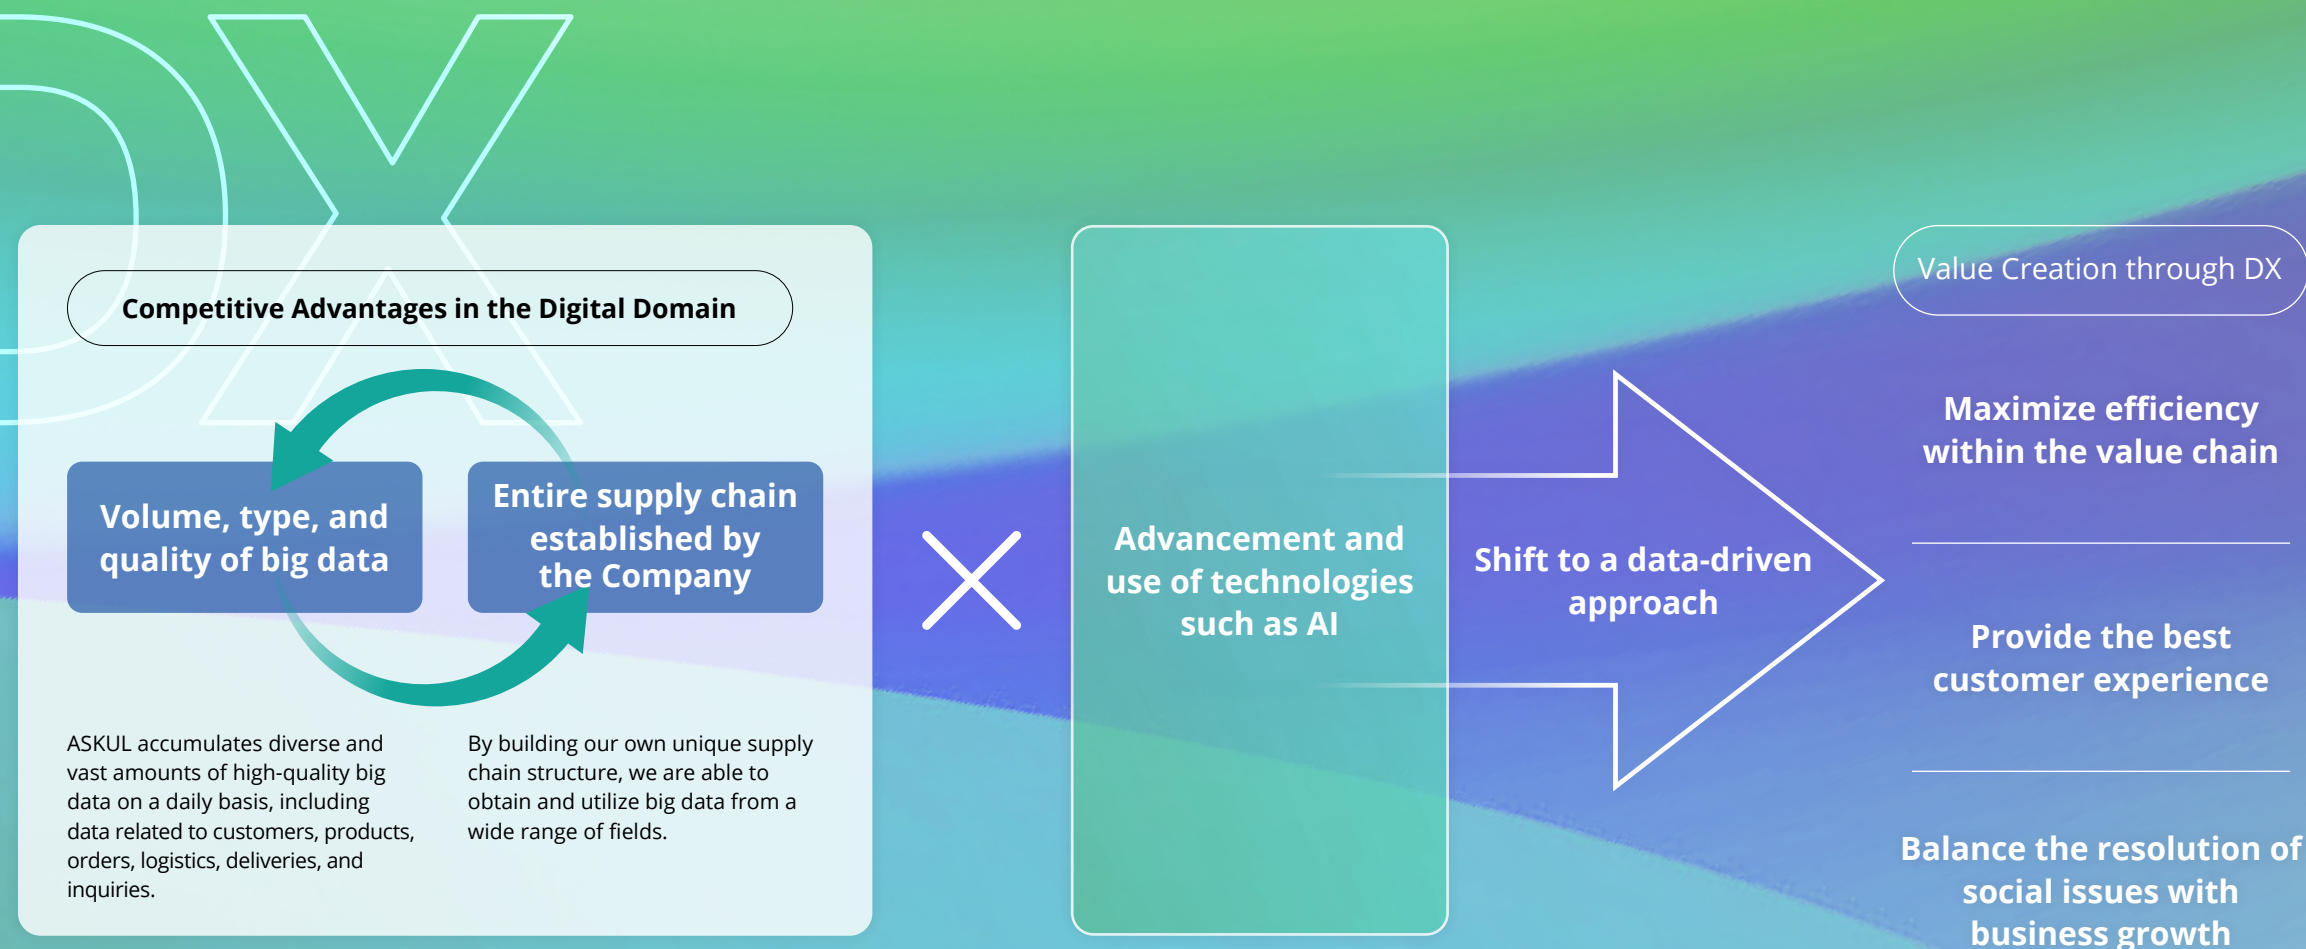 DX
Competitive Advantages in the Digital Domain
Volume, type, and
quality of big data
Entire supply chain
established by
the Company
ASKUL accumulates diverse and
vast amounts of high-quality big
data on a daily basis, including
data related to customers, products,
orders, logistics, deliveries, and
inquiries.
By building our own unique supply
chain structure, we are able to
obtain and utilize big data from a
wide range of fields.
Advancement and
use of technologies
such as AI
Shift to a data-driven
approach
Value Creation through DX
Maximize efficiency
within the value chain
Provide the best
customer experience
Balance the resolution of
social issues with
business growth